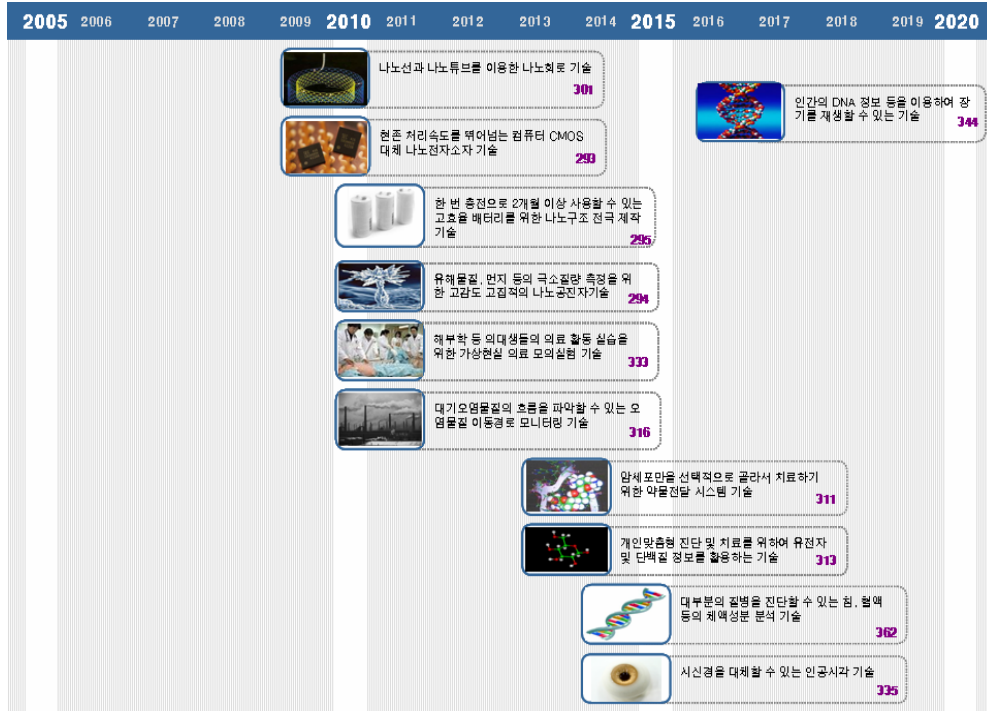 2005 2006 2007 2008 2009 2010 2011 2012 2013 2014 2015 2016 2017 2018 2019 2020
나노선과 나노튜브를 이용한 나노회로 기술
301
인간의 DNA 정보 등을 이용하여 장
기를 재생할 수 있는 기술
344
현존 처리속도를 뛰어넘는 컴퓨터 CMOS
대체 나노전자소자 기술
293
한 번 충전으로 2개월 이상 사용할 수 있는
고효율 배터리를 위한 나노구조 전극 제작
기술
295
유해물질, 먼지 등의 극소질량 측정을 위
한 고감도 고집적의 나노공진자기술
294
해부학 등 의대생들의 의료 활동 실습을
위한 가상현실 의료 모의실험 기술
333
대기오염물질의 흐름을 파악할 수 있는 오
염물질 이동경로 모니터링 기술
316
암세포만을 선택적으로 골라서 치료하기
위한 약물전달 시스템 기술
311
개인맞춤형 진단 및 치료를 위하여 유전자
및 단백질 정보를 활용하는 기술
313
대부분의 질병을 진단할 수 있는 침, 혈액
등의 체액성분 분석 기술
362
시신경을 대체할 수 있는 인공시각 기술
335